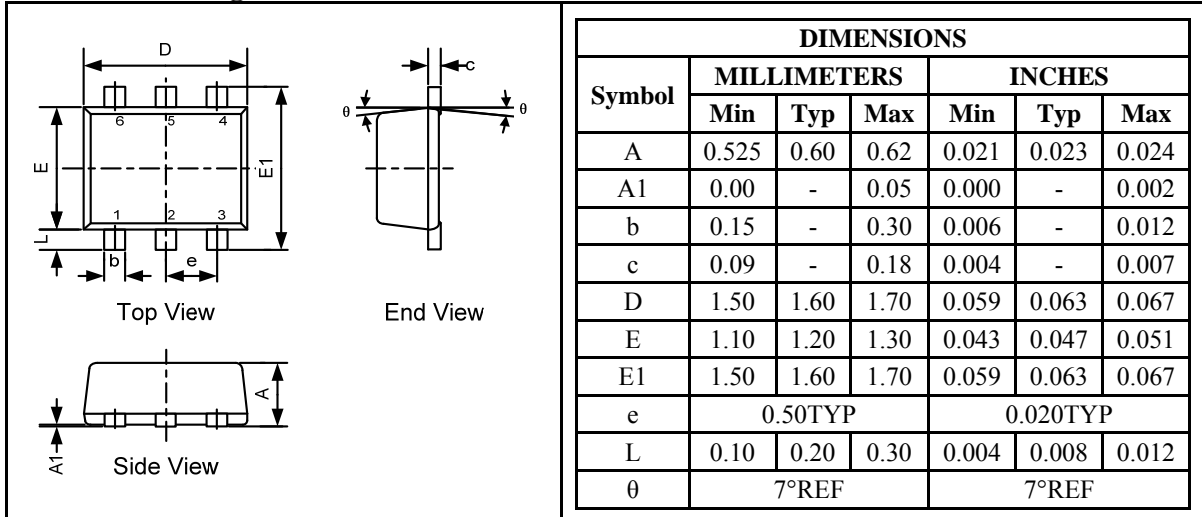 D
c
θ
θ
6 5 4
E
E1
1 2 3
L
b
e
Top View
End View
A
A1
Side View
DIMENSIONS
Symbol MILLIMETERS INCHES
Min Typ Max Min Typ Max
A 0.525 0.60 0.62 0.021 0.023 0.024
A1 0.00 - 0.05 0.000 - 0.002
b 0.15 - 0.30 0.006 - 0.012
c 0.09 - 0.18 0.004 - 0.007
D 1.50 1.60 1.70 0.059 0.063 0.067
E 1.10 1.20 1.30 0.043 0.047 0.051
E1 1.50 1.60 1.70 0.059 0.063 0.067
e 0.50TYP 0.020TYP
L 0.10 0.20 0.30 0.004 0.008 0.012
θ 7°REF 7°REF